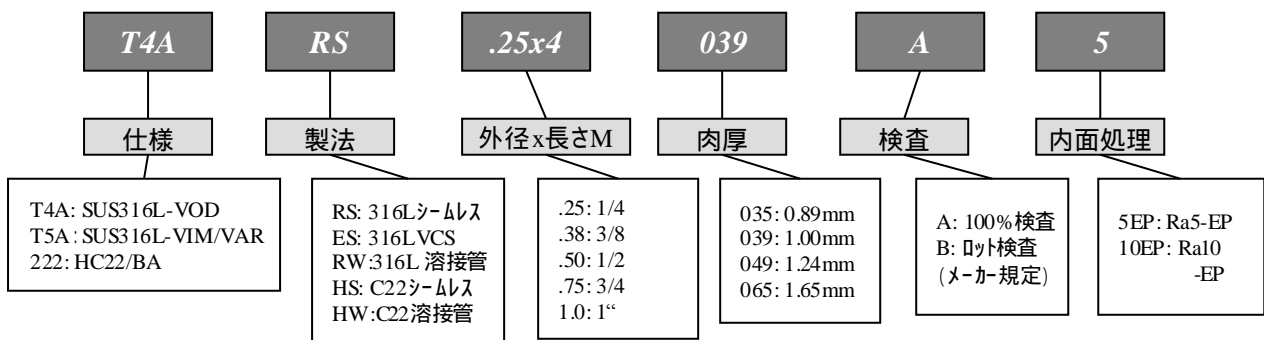 T4A RS .25x4 039 A 5
仕様 製法 外径x長さM 肉厚 検査 内面処理
T4A: SUS316L-VOD
T5A: SUS316L-VIM/VAR
222: HC22/BA
RS: 316Lｼｰﾑﾚｽ
ES: 316LVCS
RW:316L 溶接管
HS: C22ｼｰﾑﾚｽ
HW:C22溶接管
.25: 1/4
.38: 3/8
.50: 1/2
.75: 3/4
1.0: 1“
035: 0.89mm
039: 1.00mm
049: 1.24mm
065: 1.65mm
A: 100%検査
B: ﾛｯﾄ検査
(メーカー規定)
5EP: Ra5-EP
10EP: Ra10
-EP